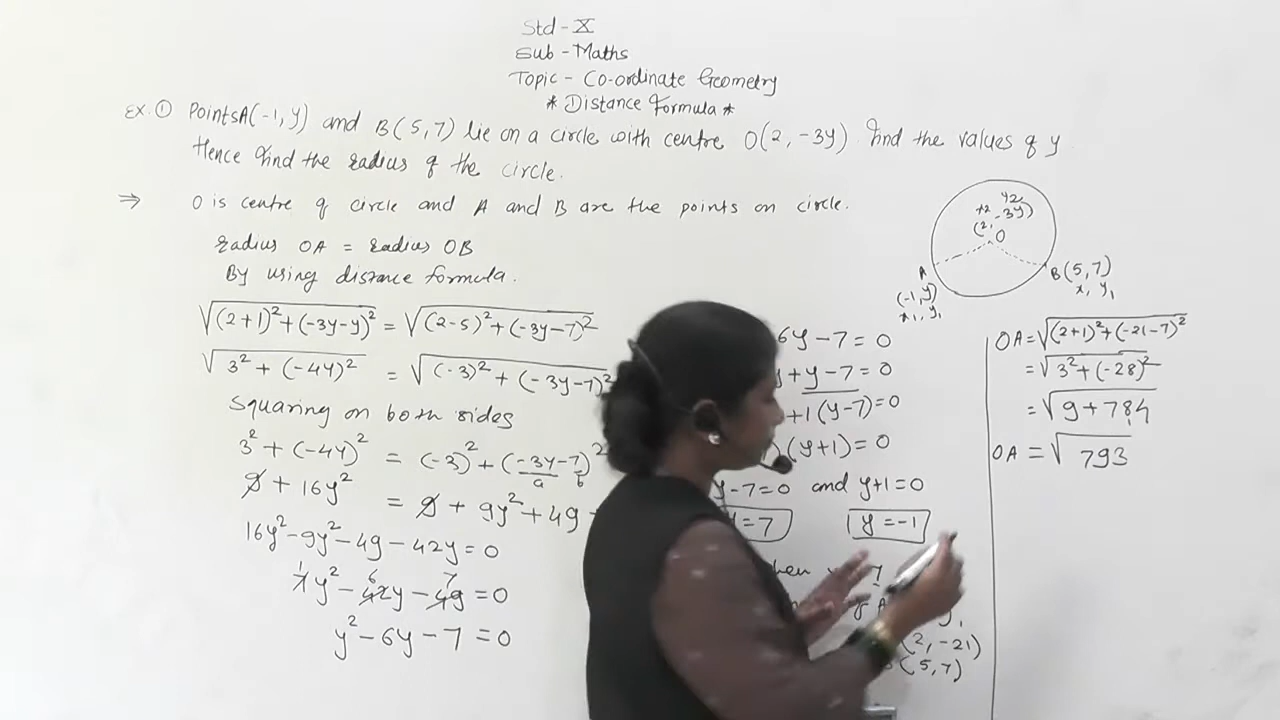 Std - X
Sub - Maths
Topic - Co-ordinate Geometry
* Distance Formula *
Ex. ① Points A(-1, y) and B(5, 7) lie on a circle with centre O(2, -3y) find the values of y
Hence find the radius of the circle.
⇒ O is centre of circle and A and B are the points on circle.
radius OA = radius OB
By using distance formula.
√(2+1)² + (-3y-y)² = √(2-5)² + (-3y-7)²
√3² + (-4y)² = √(-3)² + (-3y-7)²
Squaring on both sides
3² + (-4y)² = (-3)² + (-3y-7)²
a b
9 + 16y² = 9 + 9y² + 49
16y² - 9y² - 49 - 42y = 0
7y² - 42y - 49 = 0
1 6 7
y² - 6y - 7 = 0
6y - 7 = 0
y + y - 7 = 0
+1(y-7) = 0
(y+1) = 0
y-7=0 and y+1=0
y=7 y=-1
7
(2, -21)
(5, 7)
x2 y2
(2, -3y)
O
A
(-1, y)
x1, y1
B(5, 7)
x, y1
OA = √(2+1)² + (-21-7)²
= √3² + (-28)²
= √9 + 784
OA = √793